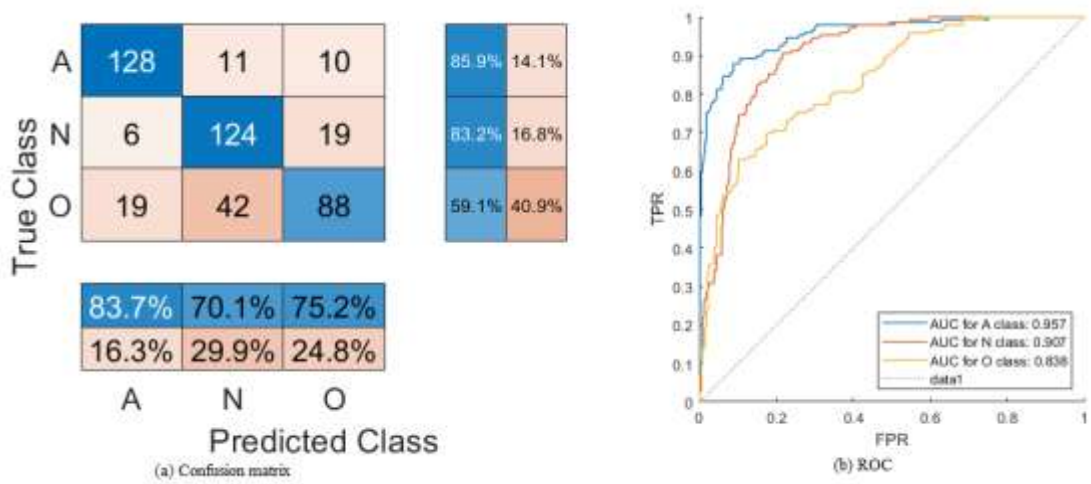 True Class
A 128 11 10 85.9% 14.1%
N 6 124 19 83.2% 16.8%
O 19 42 88 59.1% 40.9%
83.7% 70.1% 75.2%
16.3% 29.9% 24.8%
A N O
Predicted Class
(a) Confusion matrix
TPR
1
0.9
0.8
0.7
0.6
0.5
0.4
0.3
0.2
0.1
0
AUC for A class: 0.957
AUC for N class: 0.907
AUC for O class: 0.838
data1
0 0.2 0.4 0.6 0.8 1
FPR
(b) ROC